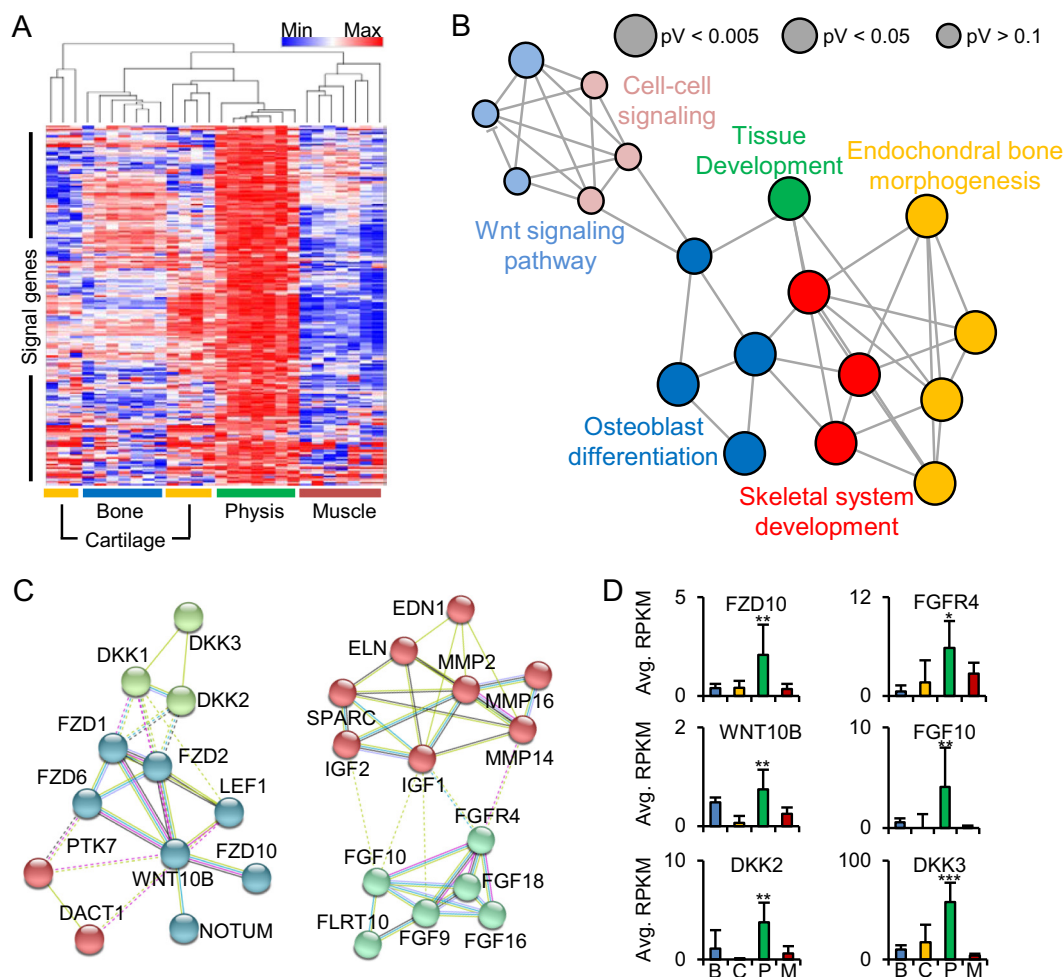 A
Min
Max
Signal genes
Bone
Physis
Muscle
Cartilage
B
pV < 0.005
pV < 0.05
pV > 0.1
Cell-cell
signaling
Tissue
Development
Endochondral bone
morphogenesis
Wnt signaling
pathway
Osteoblast
differentiation
Skeletal system
development
C
DKK3
DKK1
DKK2
FZD1
FZD2
FZD6
LEF1
PTK7
FZD10
WNT10B
DACT1
NOTUM
EDN1
ELN
MMP2
MMP16
SPARC
MMP14
IGF2
IGF1
FGFR4
FGF10
FGF18
FLRT10
FGF9
FGF16
D
FZD10
Avg. RPKM
5
0
**
FGFR4
12
0
*
WNT10B
Avg. RPKM
2
0
**
FGF10
10
0
**
DKK2
Avg. RPKM
10
0
**
B C P M
DKK3
100
0
***
B C P M